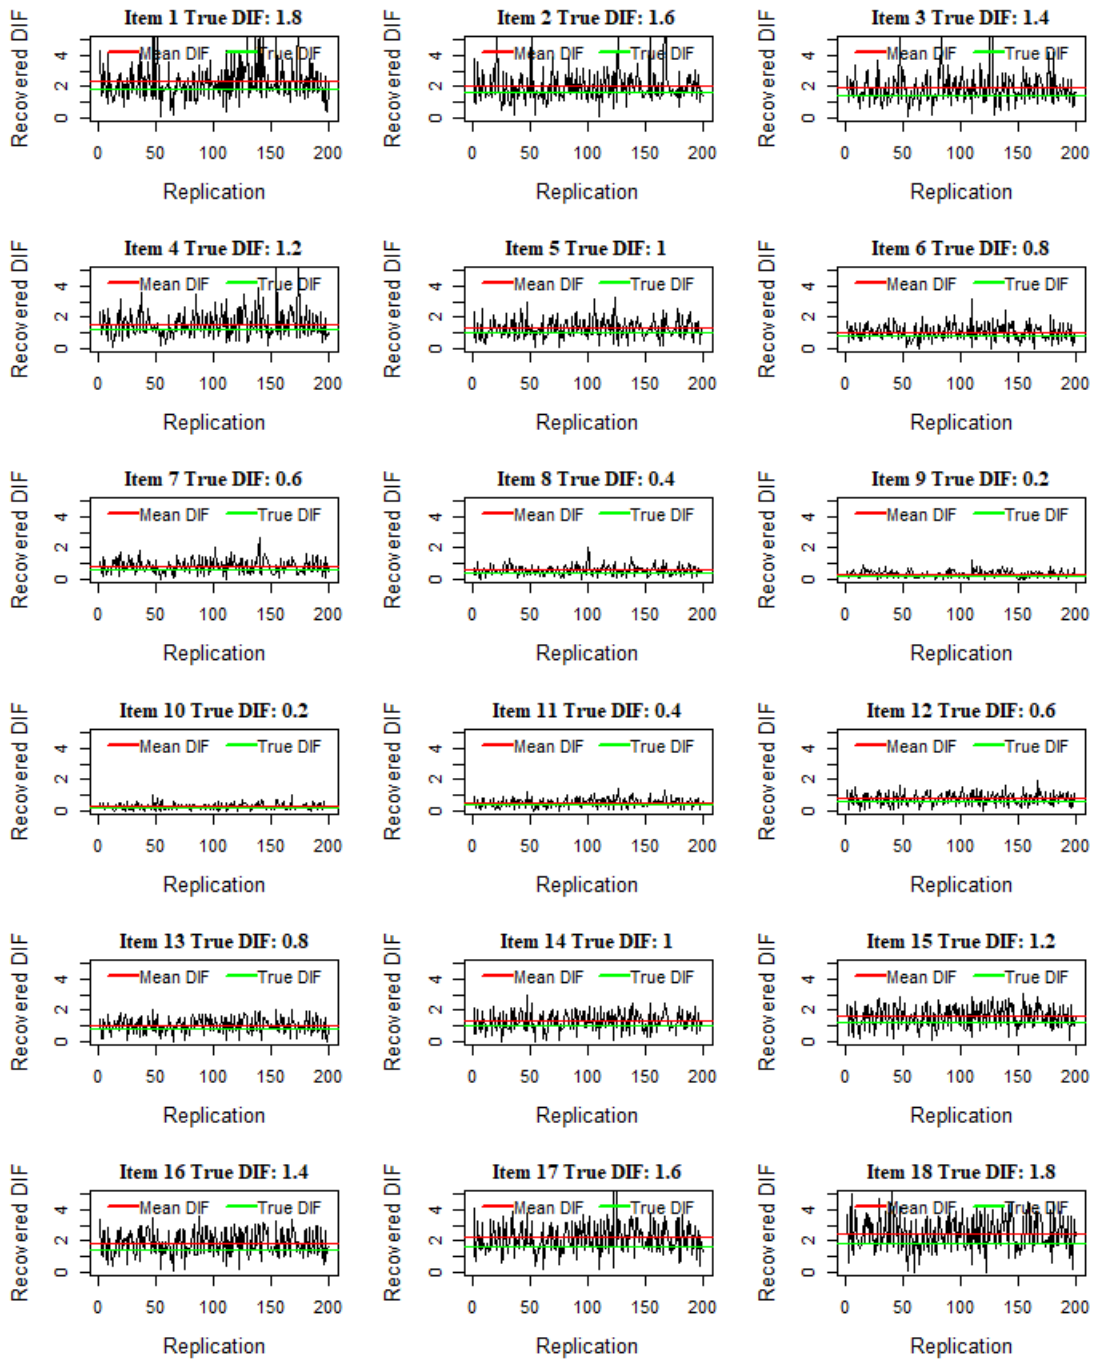 Item 1 True DIF: 1.8
Recovered DIF
4
2
0
Mean DIF True DIF
0 50 100 150 200
Replication
Item 2 True DIF: 1.6
Recovered DIF
4
2
0
Mean DIF True DIF
0 50 100 150 200
Replication
Item 3 True DIF: 1.4
Recovered DIF
4
2
0
Mean DIF True DIF
0 50 100 150 200
Replication
Item 4 True DIF: 1.2
Recovered DIF
4
2
0
Mean DIF True DIF
0 50 100 150 200
Replication
Item 5 True DIF: 1
Recovered DIF
4
2
0
Mean DIF True DIF
0 50 100 150 200
Replication
Item 6 True DIF: 0.8
Recovered DIF
4
2
0
Mean DIF True DIF
0 50 100 150 200
Replication
Item 7 True DIF: 0.6
Recovered DIF
4
2
0
Mean DIF True DIF
0 50 100 150 200
Replication
Item 8 True DIF: 0.4
Recovered DIF
4
2
0
Mean DIF True DIF
0 50 100 150 200
Replication
Item 9 True DIF: 0.2
Recovered DIF
4
2
0
Mean DIF True DIF
0 50 100 150 200
Replication
Item 10 True DIF: 0.2
Recovered DIF
4
2
0
Mean DIF True DIF
0 50 100 150 200
Replication
Item 11 True DIF: 0.4
Recovered DIF
4
2
0
Mean DIF True DIF
0 50 100 150 200
Replication
Item 12 True DIF: 0.6
Recovered DIF
4
2
0
Mean DIF True DIF
0 50 100 150 200
Replication
Item 13 True DIF: 0.8
Recovered DIF
4
2
0
Mean DIF True DIF
0 50 100 150 200
Replication
Item 14 True DIF: 1
Recovered DIF
4
2
0
Mean DIF True DIF
0 50 100 150 200
Replication
Item 15 True DIF: 1.2
Recovered DIF
4
2
0
Mean DIF True DIF
0 50 100 150 200
Replication
Item 16 True DIF: 1.4
Recovered DIF
4
2
0
Mean DIF True DIF
0 50 100 150 200
Replication
Item 17 True DIF: 1.6
Recovered DIF
4
2
0
Mean DIF True DIF
0 50 100 150 200
Replication
Item 18 True DIF: 1.8
Recovered DIF
4
2
0
Mean DIF True DIF
0 50 100 150 200
Replication